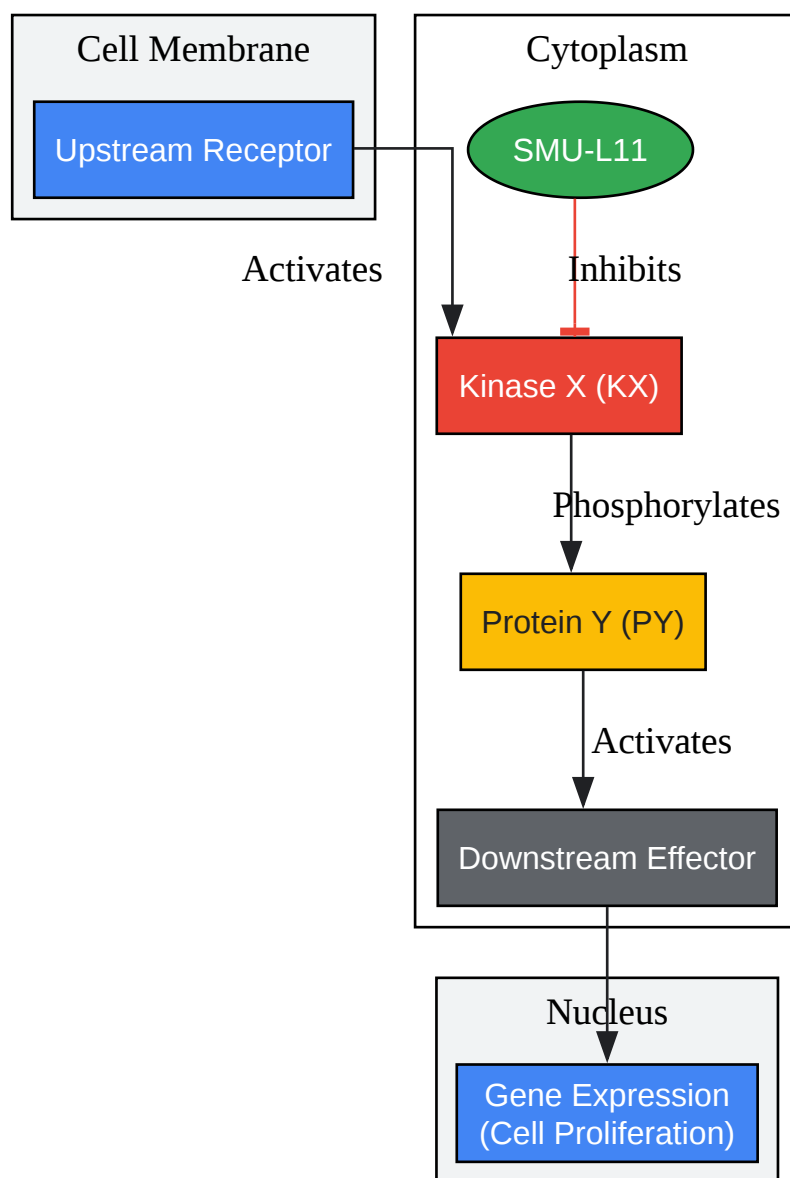 Cell Membrane
Upstream Receptor
Cytoplasm
SMU-L11
Activates
Inhibits
Kinase X (KX)
Phosphorylates
Protein Y (PY)
Activates
Downstream Effector
Nucleus
Gene Expression
(Cell Proliferation)